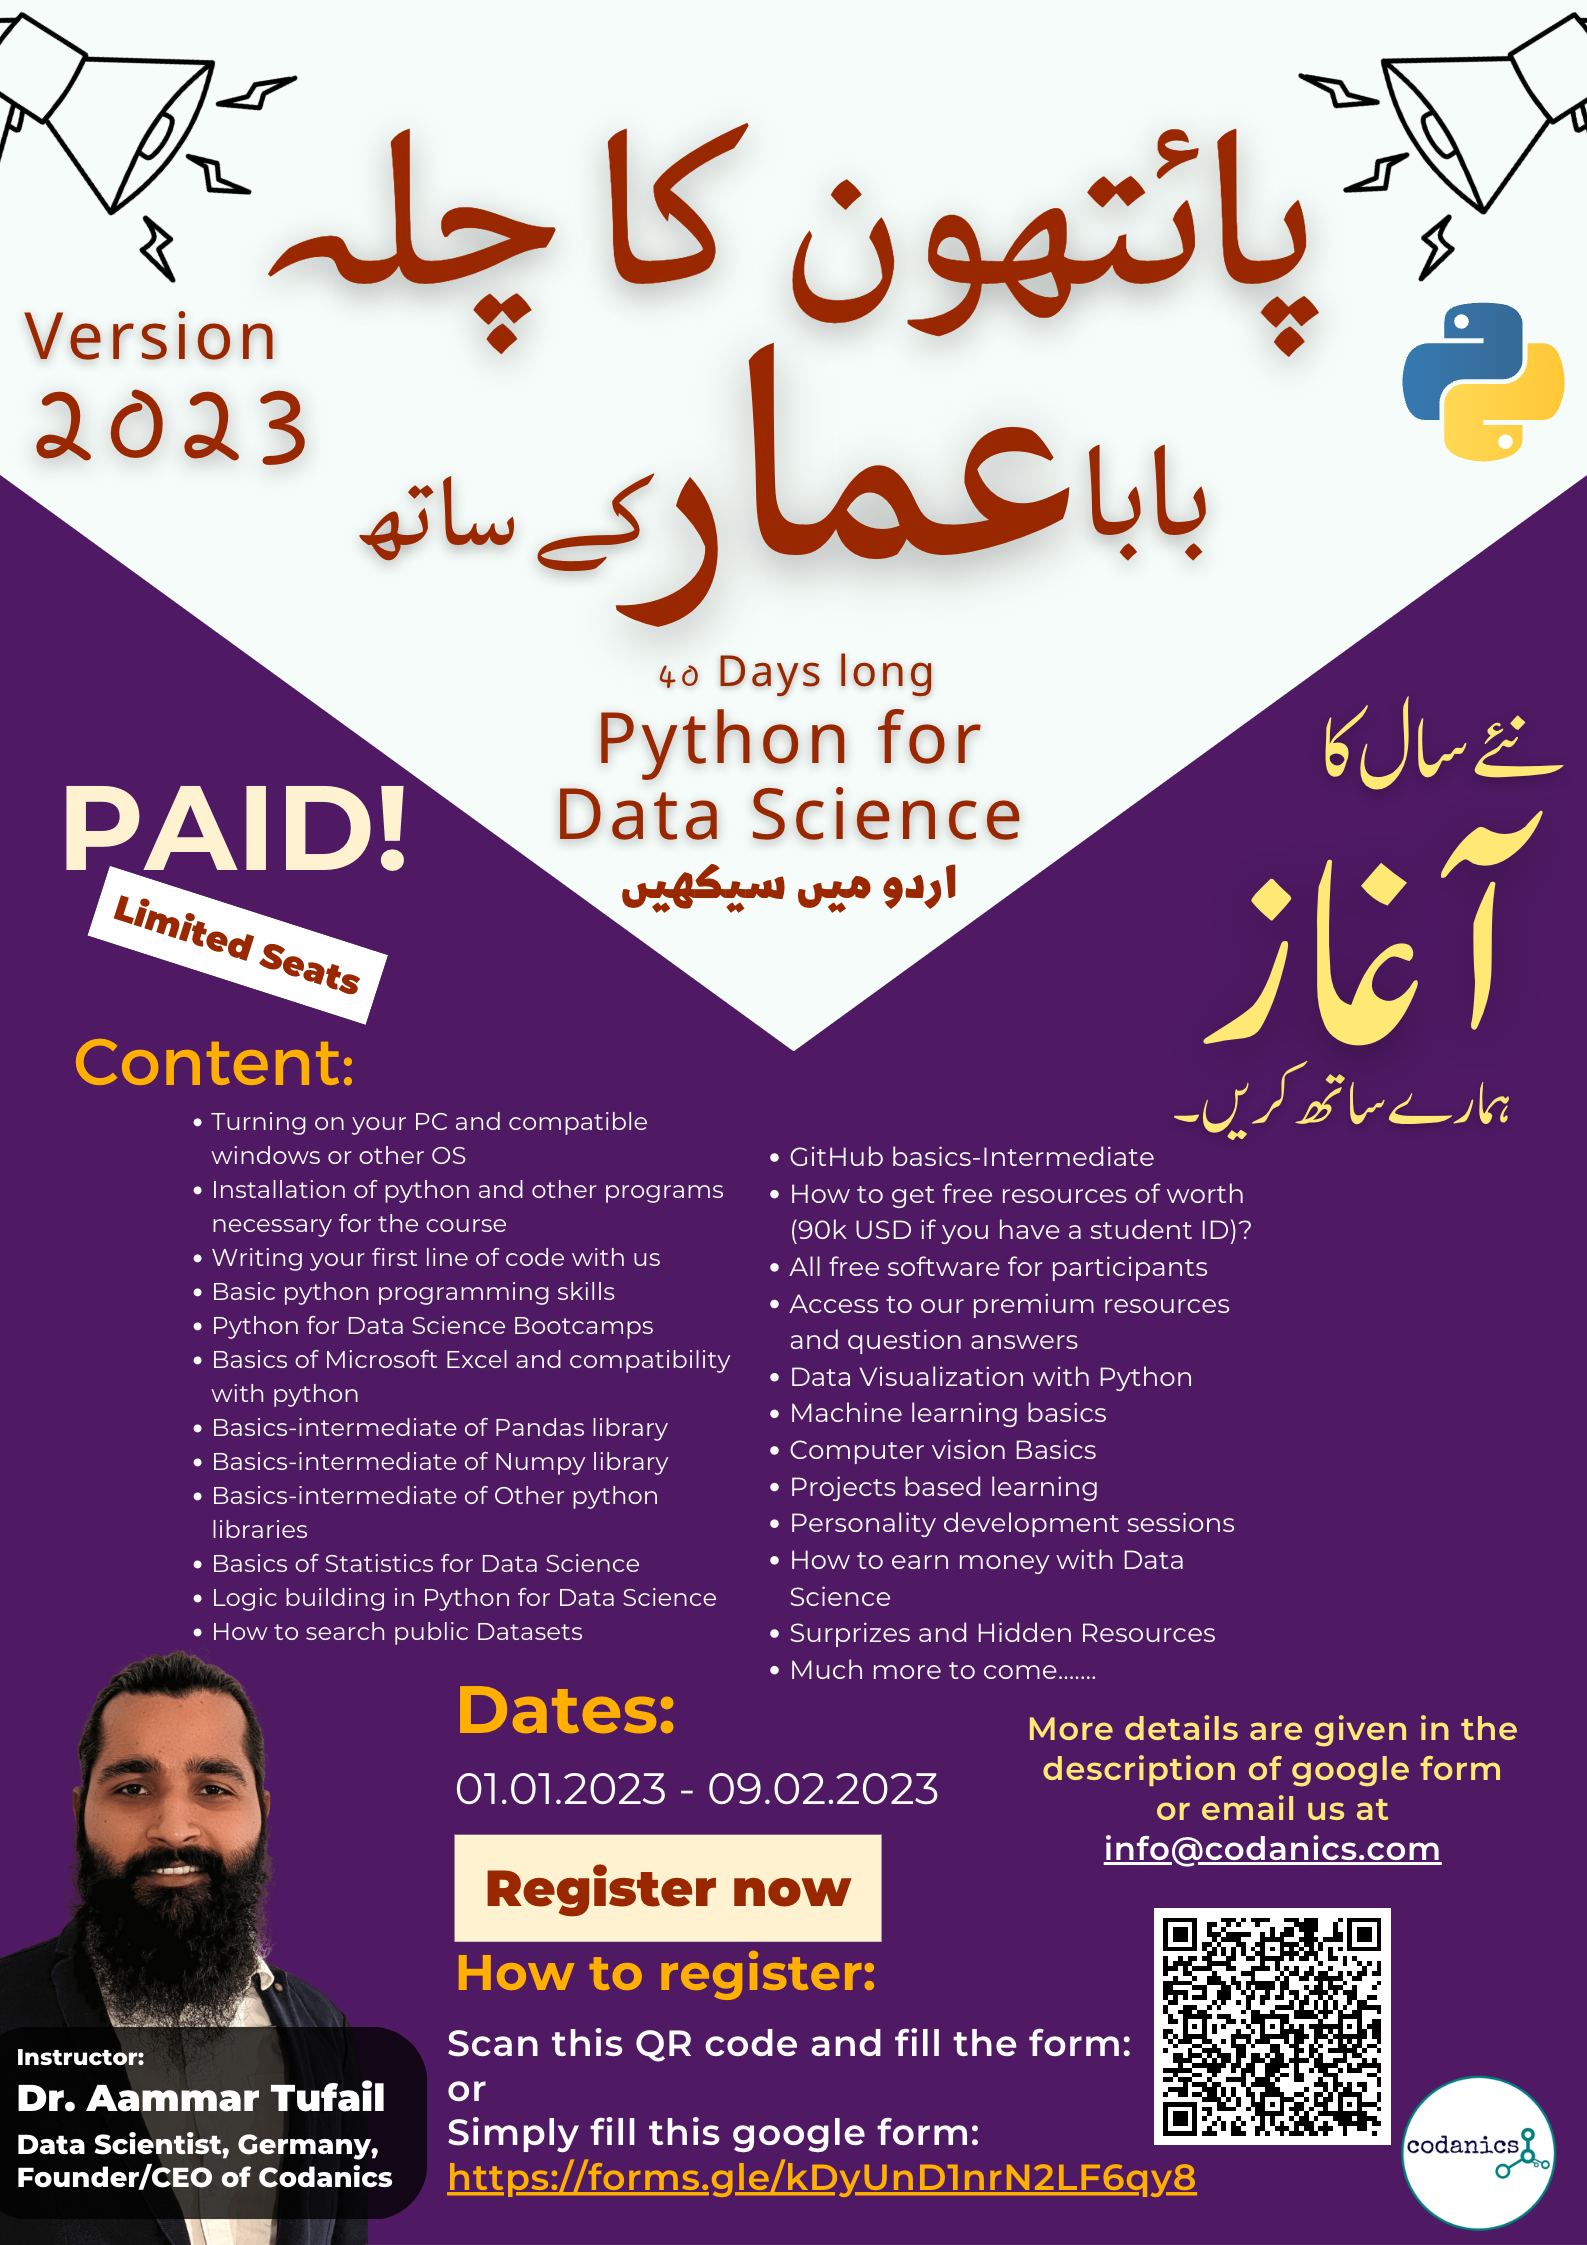 پائتھون کا چلہ
Version
2023
بابا عمار کے ساتھ
40 Days long
Python for
Data Science
اردو میں سیکھیں
نئے سال کا
آغاز
ہمارے ساتھ کریں۔
PAID!
Limited Seats
Content:
• Turning on your PC and compatible
windows or other OS
• Installation of python and other programs
necessary for the course
• Writing your first line of code with us
• Basic python programming skills
• Python for Data Science Bootcamps
• Basics of Microsoft Excel and compatibility
with python
• Basics-intermediate of Pandas library
• Basics-intermediate of Numpy library
• Basics-intermediate of Other python
libraries
• Basics of Statistics for Data Science
• Logic building in Python for Data Science
• How to search public Datasets
• GitHub basics-Intermediate
• How to get free resources of worth
(90k USD if you have a student ID)?
• All free software for participants
• Access to our premium resources
and question answers
• Data Visualization with Python
• Machine learning basics
• Computer vision Basics
• Projects based learning
• Personality development sessions
• How to earn money with Data
Science
• Surprizes and Hidden Resources
• Much more to come.......
Dates:
01.01.2023 - 09.02.2023
Register now
More details are given in the
description of google form
or email us at
info@codanics.com
How to register:
Scan this QR code and fill the form:
or
Simply fill this google form:
https://forms.gle/kDyUnD1nrN2LF6qy8
Instructor:
Dr. Aammar Tufail
Data Scientist, Germany,
Founder/CEO of Codanics
codanics